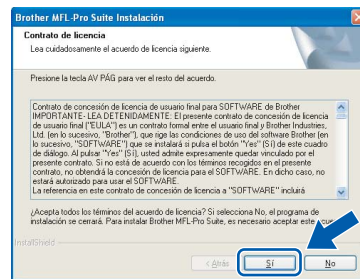 Brother MFL-Pro Suite Instalación
Contrato de licencia
Lea cuidadosamente el acuerdo de licencia siguiente.
Presione la tecla AV PÁG para ver el resto del acuerdo.
Contrato de concesión de licencia de usuario final para SOFTWARE de Brother
IMPORTANTE- LEA DETENIDAMENTE: El presente contrato de concesión de licencia
de usuario final ("EULA") es un contrato formal entre el usuario final y Brother Industries,
Ltd. (en lo sucesivo, "Brother"), que rige las condiciones de uso del software Brother (en
lo sucesivo, "SOFTWARE") que se instalará si pulsa el botón "Yes" (Sí) de este cuadro
de diálogo. Al pulsar "Yes" (Sí), usted admite expresamente quedar vinculado por el
presente contrato. Si no está de acuerdo con los términos recogidos en el presente
contrato, no obtendrá la concesión de licencia para el SOFTWARE. En dicho caso, no
estará autorizado para usar el SOFTWARE.
La referencia en este contrato de concesión de licencia a "SOFTWARE" incluirá
¿Acepta todos los términos del acuerdo de licencia? Si selecciona No, el programa de
instalación se cerrará. Para instalar Brother MFL-Pro Suite, es necesario aceptar este
InstallShield
< Atrás Sí No